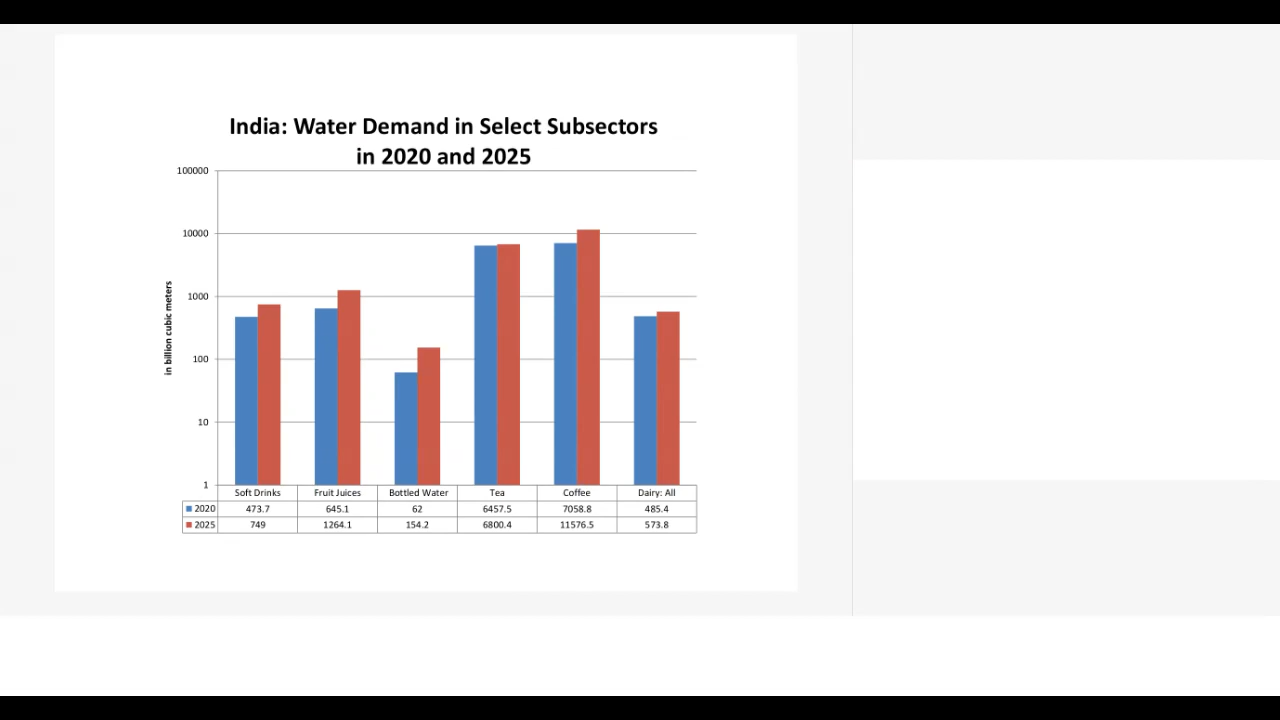 India: Water Demand in Select Subsectors
in 2020 and 2025
in billion cubic meters
100000
10000
1000
100
10
1
Soft Drinks Fruit Juices Bottled Water Tea Coffee Dairy: All
2020 473.7 645.1 62 6457.5 7058.8 485.4
2025 749 1264.1 154.2 6800.4 11576.5 573.8